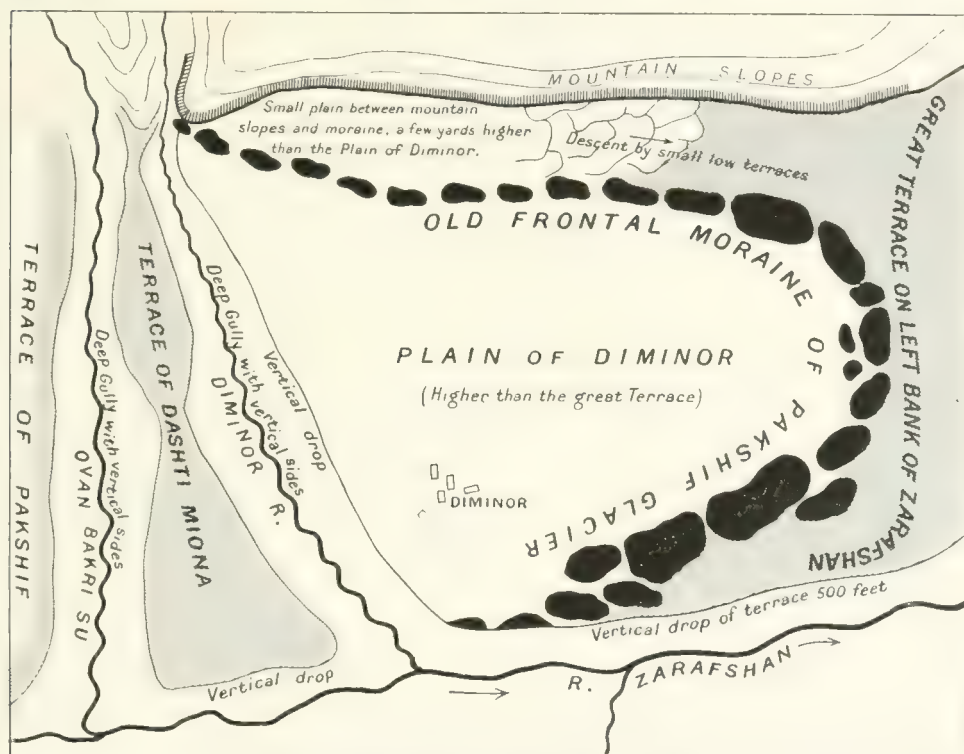 MOUNTAIN SLOPES
Small plain between mountain
slopes and moraine, a few yards higher
than the Plain of Diminor.
Descent by small low terraces
OLD FRONTAL MORAINE OF PAKSHIF GLACIER
GREAT TERRACE ON LEFT BANK OF ZARAFSHAN
TERRACE OF PAKSHIF
Deep Gully with vertical sides
OVAN BAKRI SU
TERRACE OF DASHTI MIONA
Deep Gully with vertical sides
DIMINOR R.
Vertical drop
PLAIN OF DIMINOR
(Higher than the great Terrace)
DIMINOR
Vertical drop of terrace 500 feet
Vertical drop
R. ZARAFSHAN